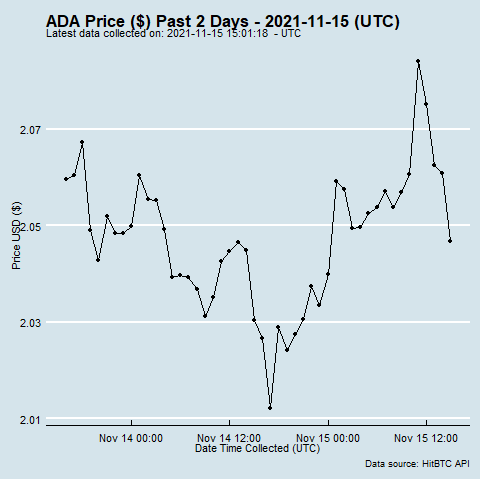 ADA Price ($) Past 2 Days - 2021-11-15 (UTC)
Latest data collected on: 2021-11-15 15:01:18 - UTC
2.07
2.05
2.03
2.01
Price USD ($)
Nov 14 00:00 Nov 14 12:00 Nov 15 00:00 Nov 15 12:00
Date Time Collected (UTC)
Data source: HitBTC API